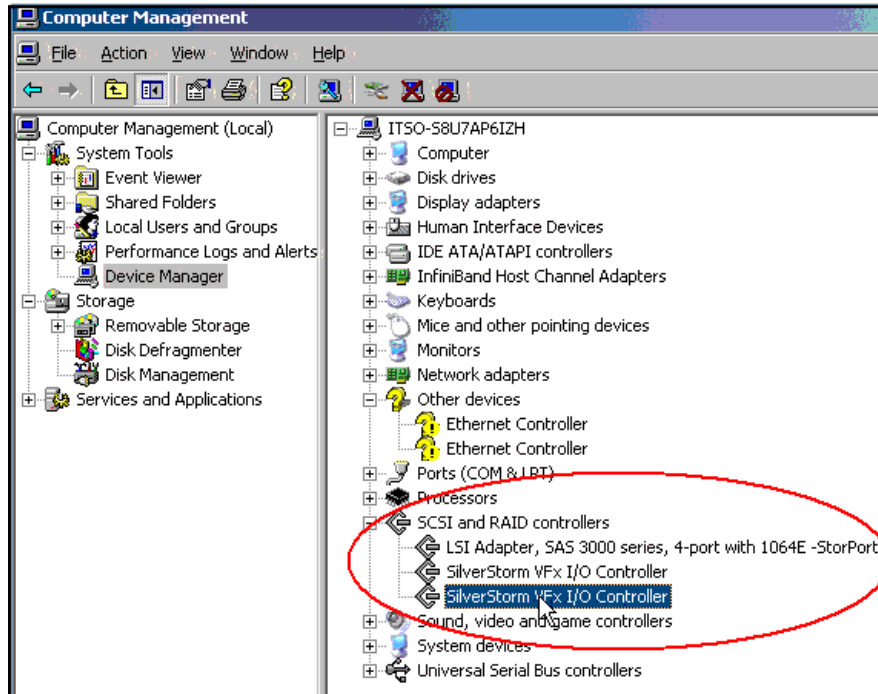 Computer Management
File Action View Window Help
Computer Management (Local)
System Tools
Event Viewer
Shared Folders
Local Users and Groups
Performance Logs and Alerts
Device Manager
Storage
Removable Storage
Disk Defragmenter
Disk Management
Services and Applications
ITSO-S8U7AP6IZH
Computer
Disk drives
Display adapters
Human Interface Devices
IDE ATA/ATAPI controllers
InfiniBand Host Channel Adapters
Keyboards
Mice and other pointing devices
Monitors
Network adapters
Other devices
Ethernet Controller
Ethernet Controller
Ports (COM & LPT)
Processors
SCSI and RAID controllers
LSI Adapter, SAS 3000 series, 4-port with 1064E -StorPort
SilverStorm VFx I/O Controller
SilverStorm VFx I/O Controller
Sound, video and game controllers
System devices
Universal Serial Bus controllers